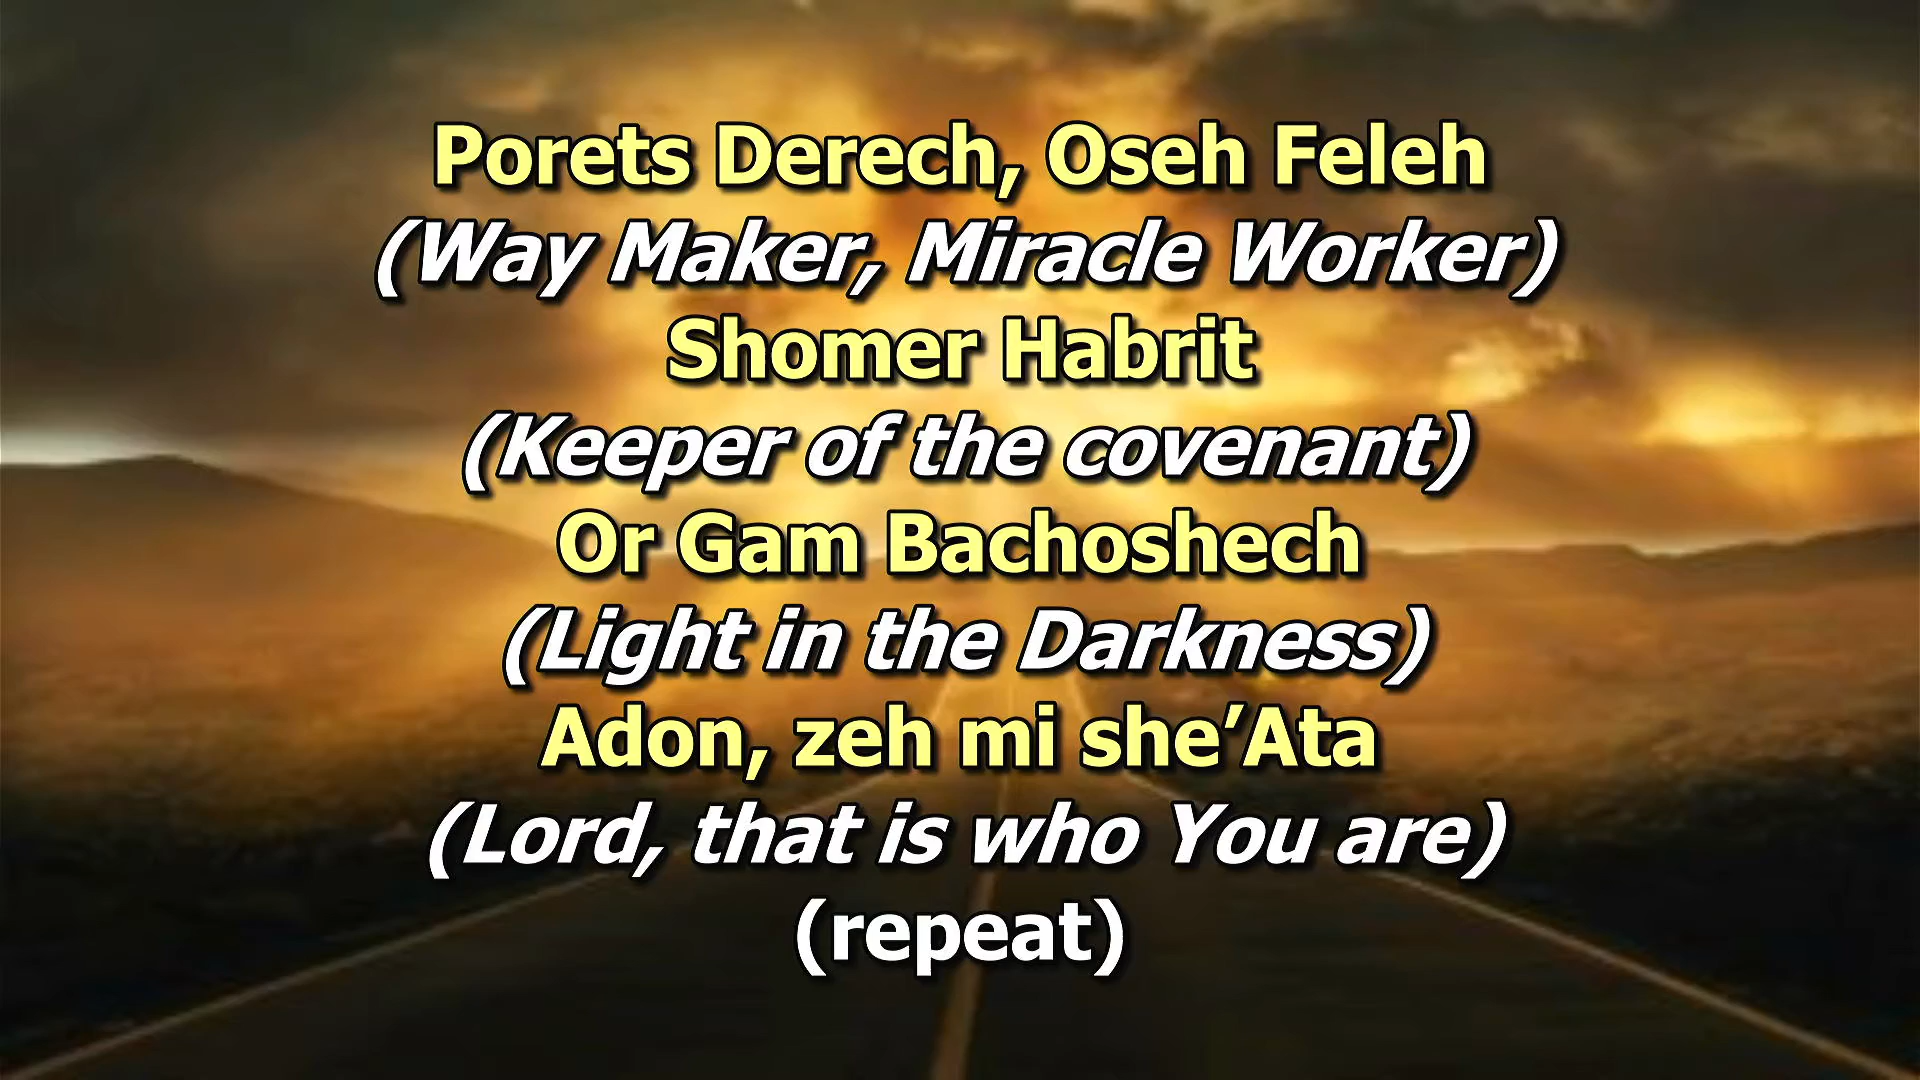 Porets Derech, Oseh Feleh
(Way Maker, Miracle Worker)
Shomer Habrit
(Keeper of the covenant)
Or Gam Bachoshech
(Light in the Darkness)
Adon, zeh mi she’Ata
(Lord, that is who You are)
(repeat)